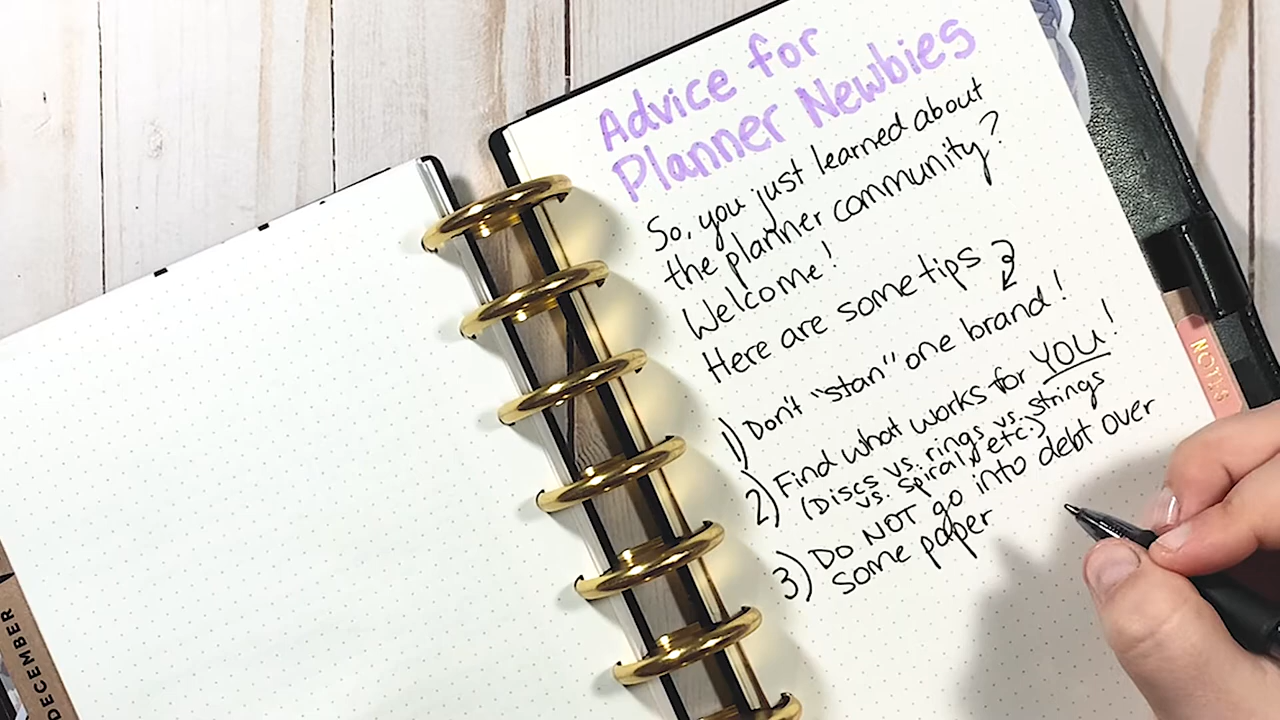 Advice for
Planner Newbies
So, you just learned about
the planner community?
Welcome!
Here are some tips
1) Don't "stan" one brand!
2) Find what works for YOU!
(Discs vs. rings vs. strings
vs. spiral, etc.)
3) Do NOT go into debt over
some paper
NOTES
DECEMBER